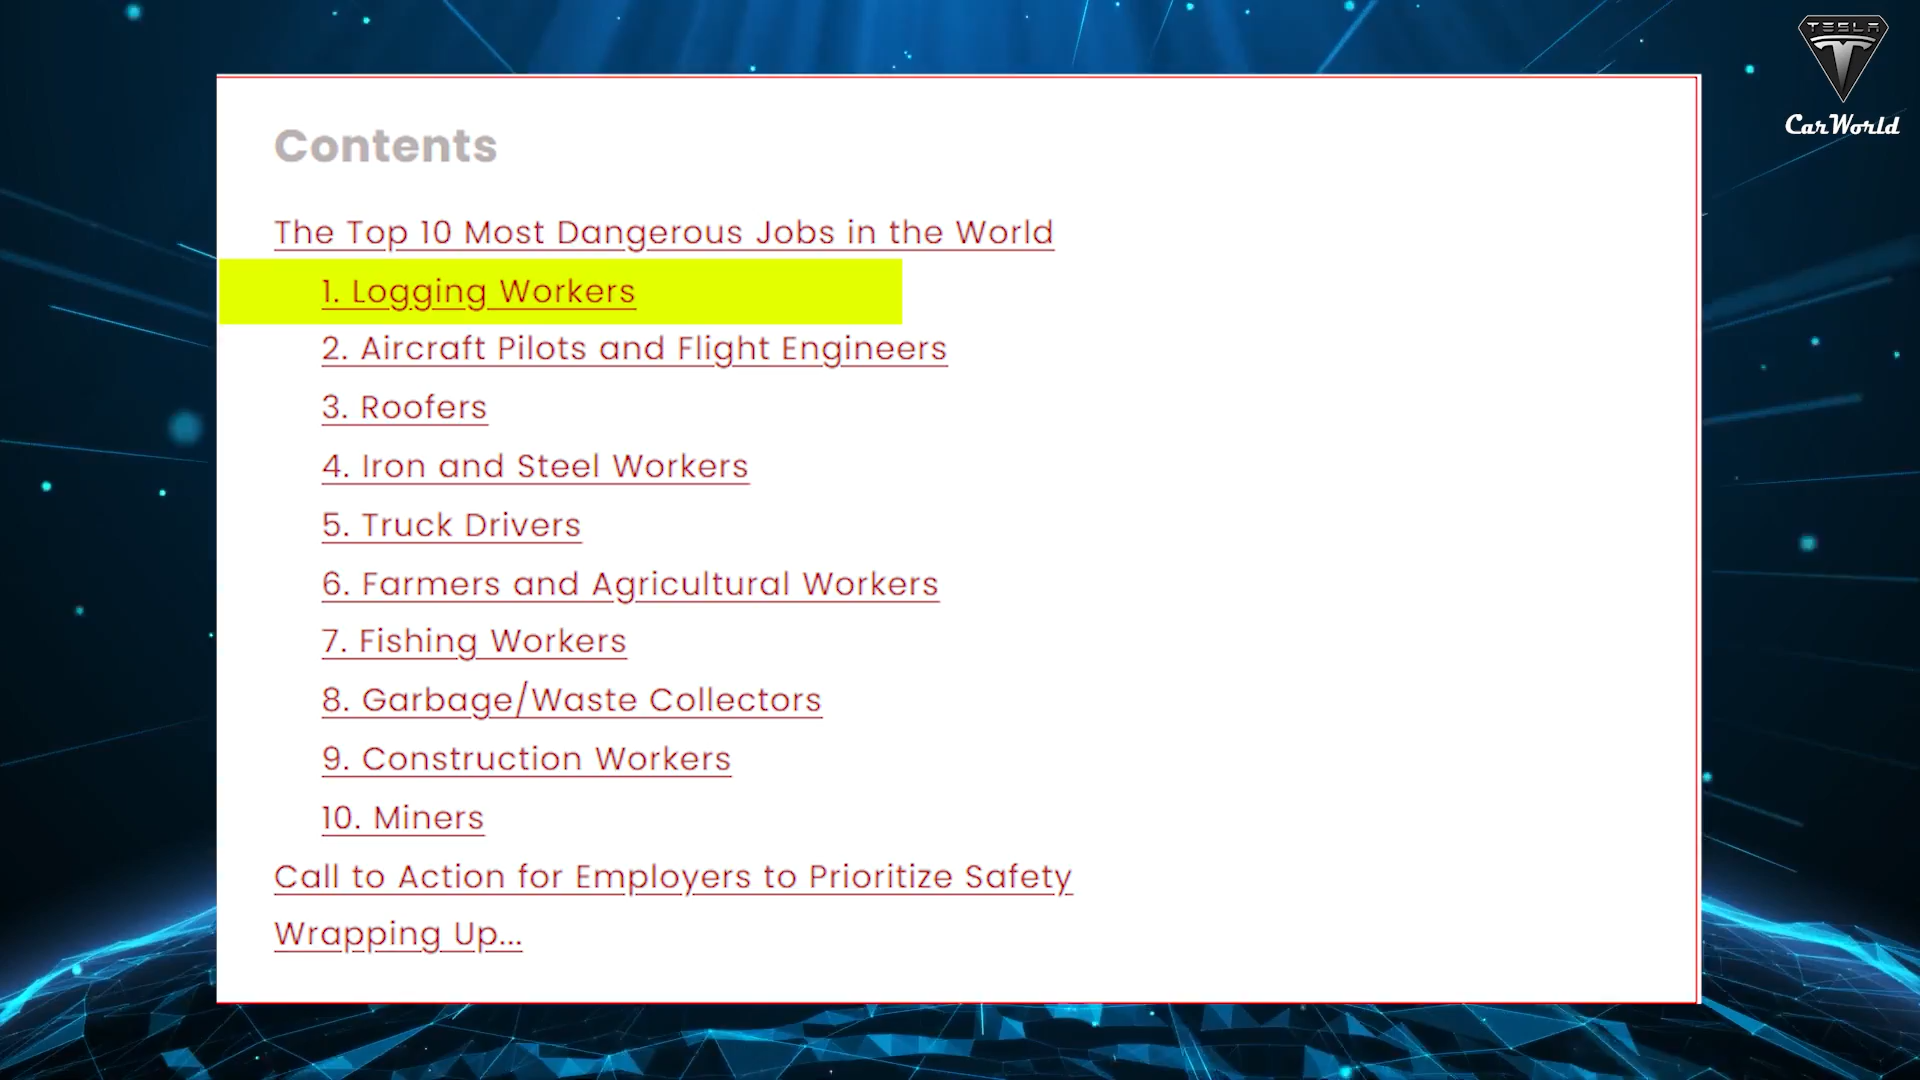 TESLA
CarWorld
Contents
The Top 10 Most Dangerous Jobs in the World
1. Logging Workers
2. Aircraft Pilots and Flight Engineers
3. Roofers
4. Iron and Steel Workers
5. Truck Drivers
6. Farmers and Agricultural Workers
7. Fishing Workers
8. Garbage/Waste Collectors
9. Construction Workers
10. Miners
Call to Action for Employers to Prioritize Safety
Wrapping Up...